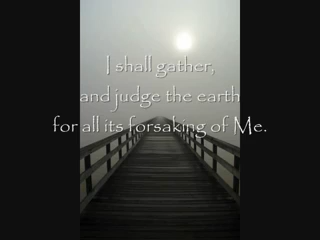 I shall gather,
and judge the earth
for all its forsaking of Me.